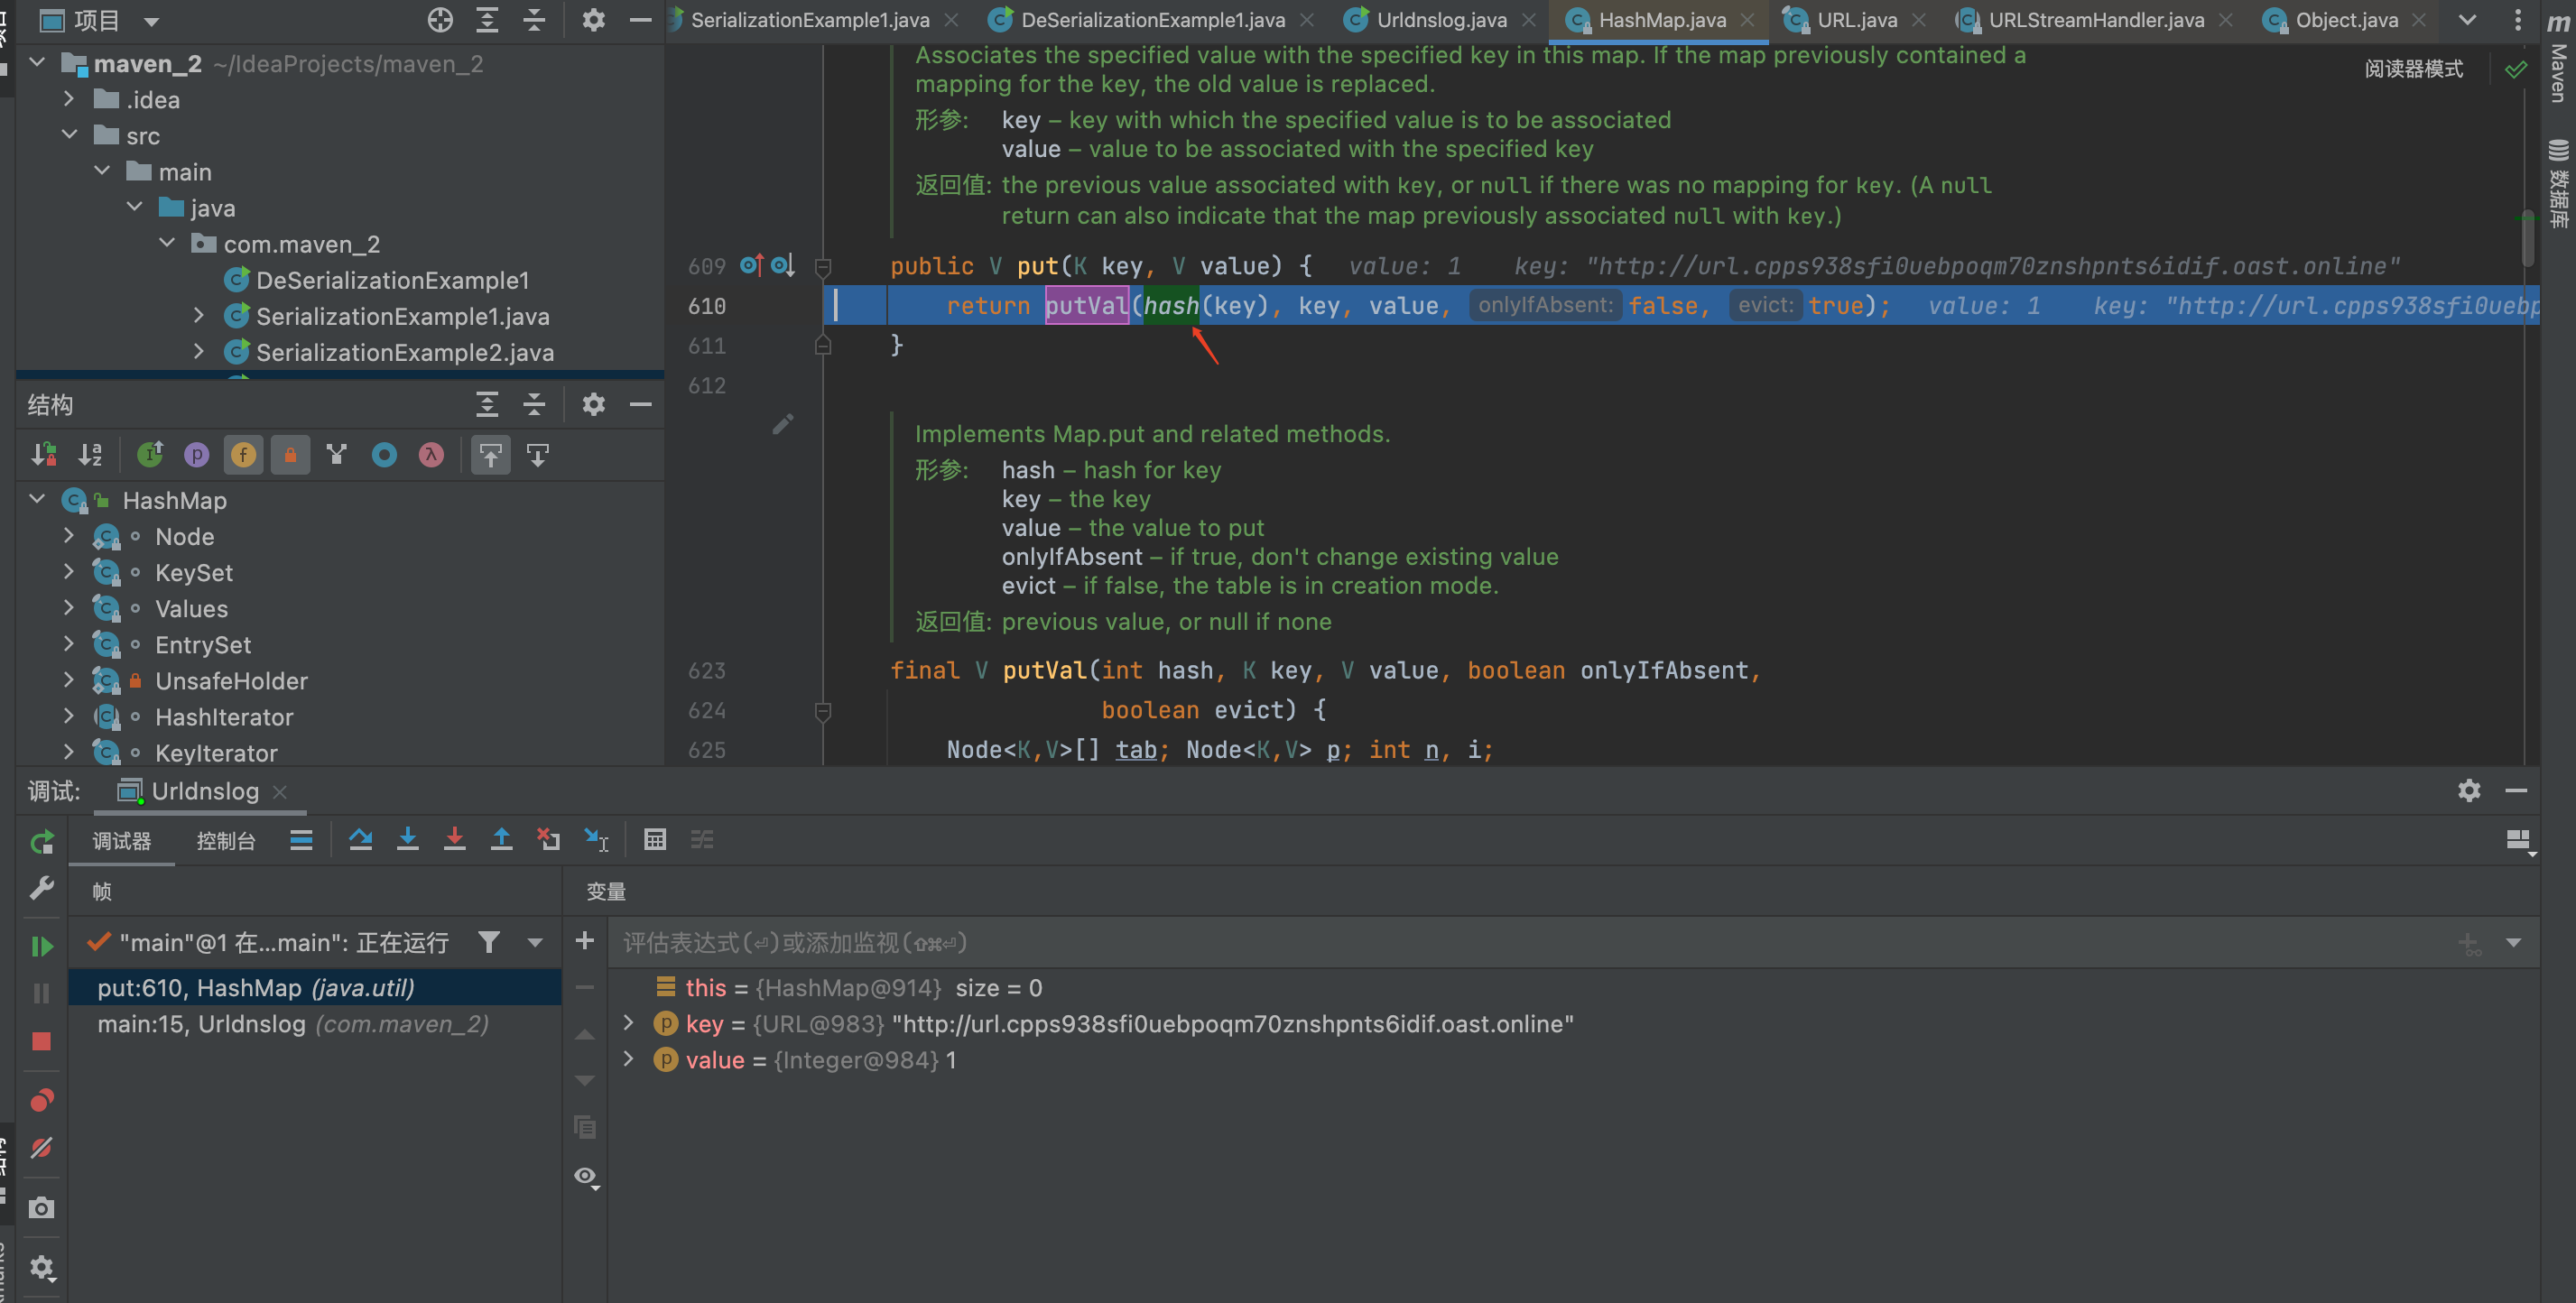 项目
SerializationExample1.java
DeSerializationExample1.java
Urldnslog.java
HashMap.java
URL.java
URLStreamHandler.java
Object.java
m
Maven
数据库
maven_2 ~/IdeaProjects/maven_2
.idea
src
main
java
com.maven_2
DeSerializationExample1
SerializationExample1.java
SerializationExample2.java
阅读器模式
Associates the specified value with the specified key in this map. If the map previously contained a
mapping for the key, the old value is replaced.
形参: key – key with which the specified value is to be associated
value – value to be associated with the specified key
返回值: the previous value associated with key, or null if there was no mapping for key. (A null
return can also indicate that the map previously associated null with key.)
609 public V put(K key, V value) { value: 1 key: "http://url.cpps938sfi0uebpoqm70znshpnts6idif.oast.online"
610 return putVal(hash(key), key, value, onlyIfAbsent: false, evict: true); value: 1 key: "http://url.cpps938sfi0uebp
611 }
612
Implements Map.put and related methods.
形参: hash – hash for key
key – the key
value – the value to put
onlyIfAbsent – if true, don't change existing value
evict – if false, the table is in creation mode.
返回值: previous value, or null if none
623 final V putVal(int hash, K key, V value, boolean onlyIfAbsent,
624 boolean evict) {
625 Node<K,V>[] tab; Node<K,V> p; int n, i;
结构
HashMap
Node
KeySet
Values
EntrySet
UnsafeHolder
HashIterator
KeyIterator
调试: Urldnslog
调试器 控制台
帧
变量
"main"@1 在...main": 正在运行
评估表达式(⏎)或添加监视(⇧⌘⏎)
put:610, HashMap (java.util)
main:15, Urldnslog (com.maven_2)
this = {HashMap@914} size = 0
key = {URL@983} "http://url.cpps938sfi0uebpoqm70znshpnts6idif.oast.online"
value = {Integer@984} 1